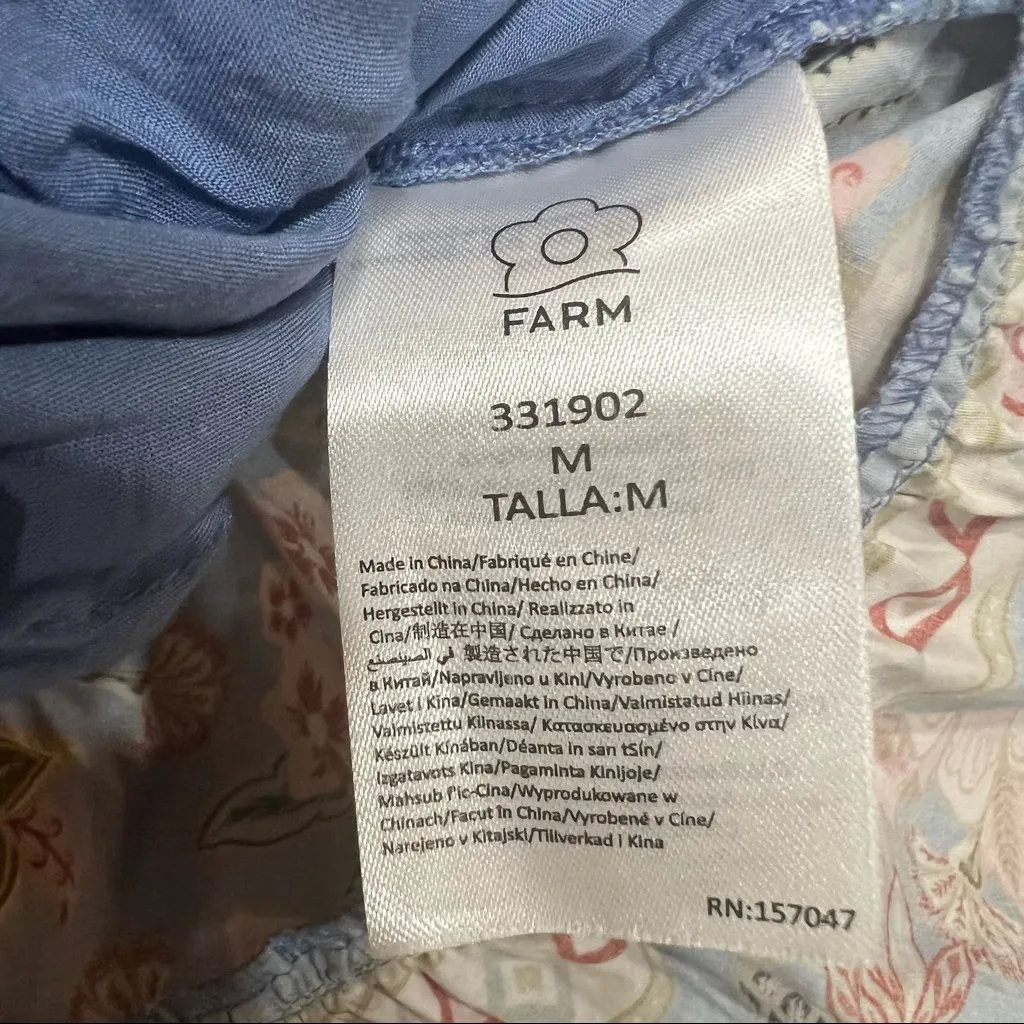 FARM
331902
M
TALLA:M
Made in China/Fabriqué en Chine/
Fabricado na China/Hecho en China/
Hergestellt in China/ Realizzato in
Cina/制造在中国/ Сделано в Китае /
في الصينصنع 製造された中国で/Произведено
в Китай/Napravljeno u Kini/Vyrobeno v Cíne/
Lavet i Kina/Gemaakt in China/Valmistatud Hiinas/
Valmistettu Kiinassa/ Κατασκευασμένο στην Κίνα/
Készült Kínában/Déanta in san tSín/
Izgatavots Kina/Pagaminta Kinijoje/
Mahsub f'ic-Cina/Wyprodukowane w
Chinach/Facut în China/Vyrobené v Cíne/
Narejeno v Kitajski/Tillverkad i Kina
RN:157047